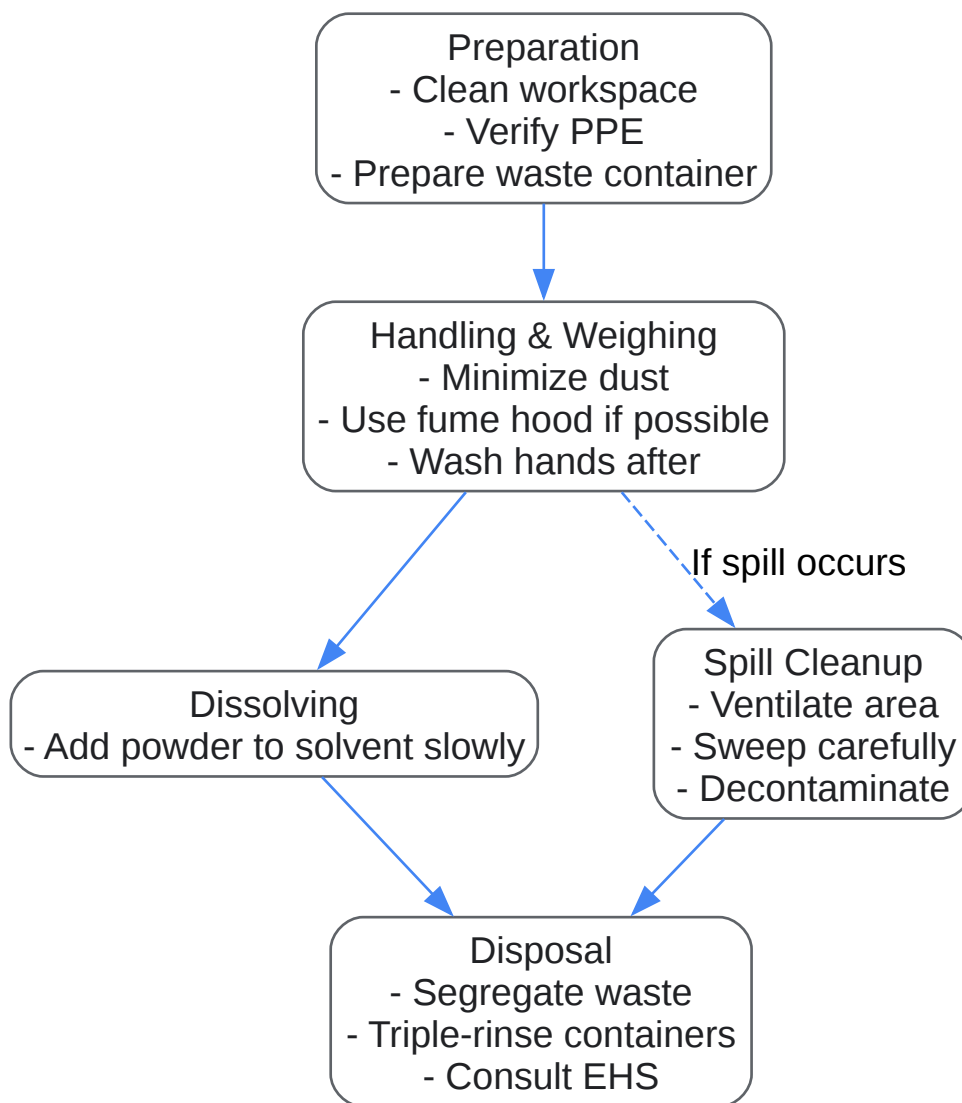 Preparation
- Clean workspace
- Verify PPE
- Prepare waste container
Handling & Weighing
- Minimize dust
- Use fume hood if possible
- Wash hands after
If spill occurs
Dissolving
- Add powder to solvent slowly
Spill Cleanup
- Ventilate area
- Sweep carefully
- Decontaminate
Disposal
- Segregate waste
- Triple-rinse containers
- Consult EHS